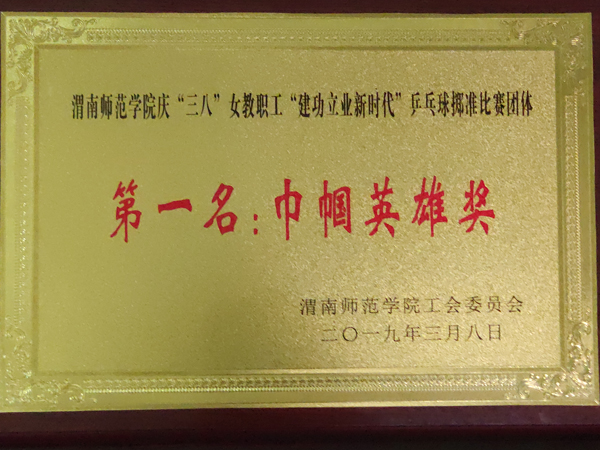 渭南师范学院庆“三八”女教职工“建功立业新时代”乒乓球掷准比赛团体
第一名：巾帼英雄奖
渭南师范学院工会委员会
二〇一九年三月八日